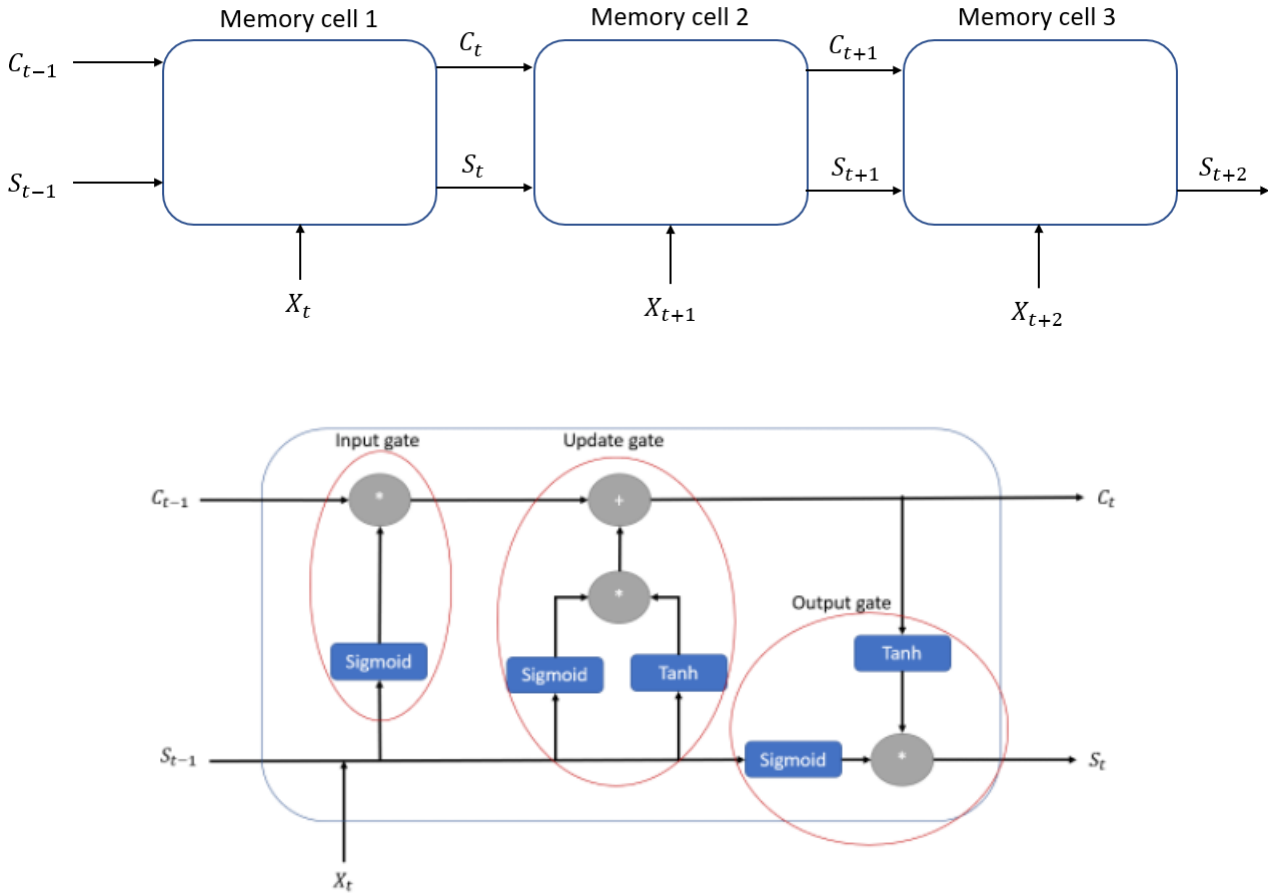 Memory cell 1
Memory cell 2
Memory cell 3
C_{t−1}
C_t
C_{t+1}
S_{t−1}
S_t
S_{t+1}
S_{t+2}
X_t
X_{t+1}
X_{t+2}
Input gate
Update gate
C_{t−1}
*
+
C_t
*
Output gate
Sigmoid
Sigmoid
Tanh
Tanh
S_{t−1}
Sigmoid
*
S_t
X_t